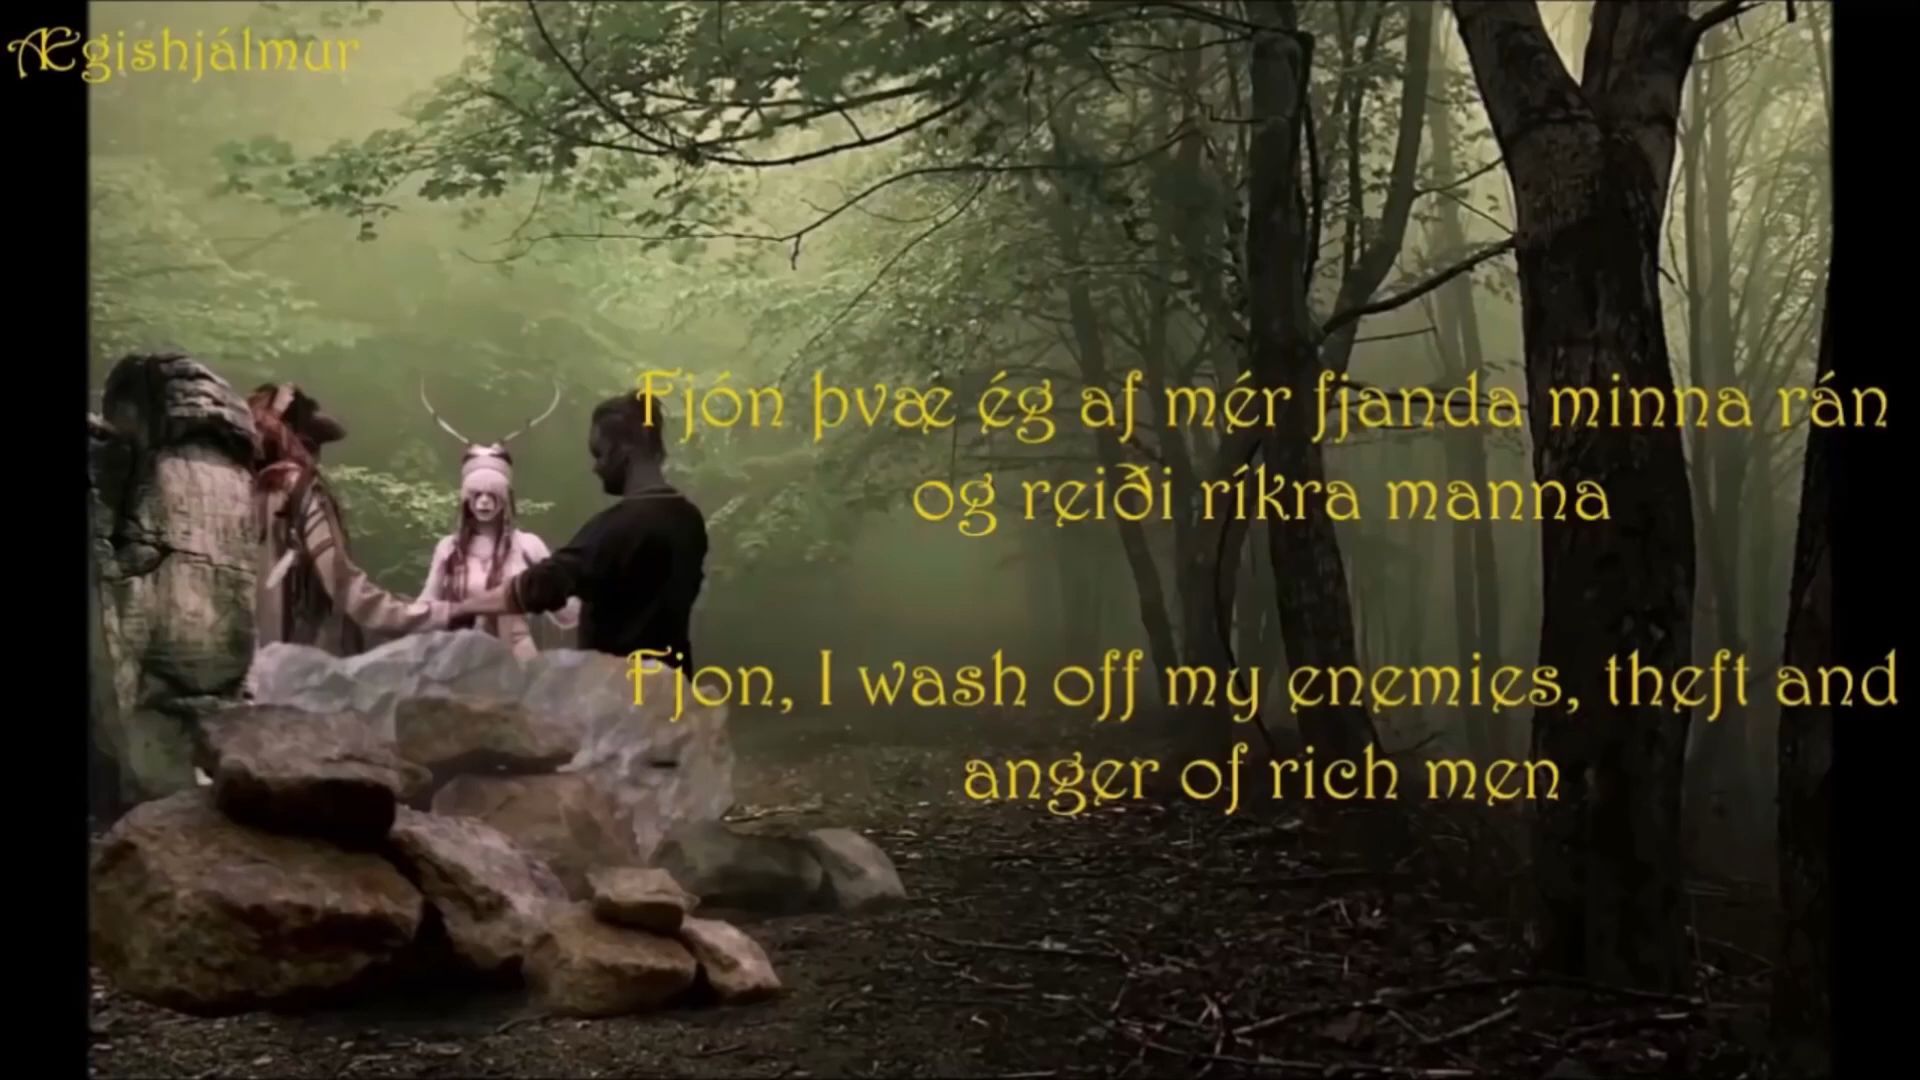 Ægishjálmur
Fjón þvæ ég af mér fjanda minna rán
og reiði ríkra manna
Fjon, I wash off my enemies, theft and
anger of rich men